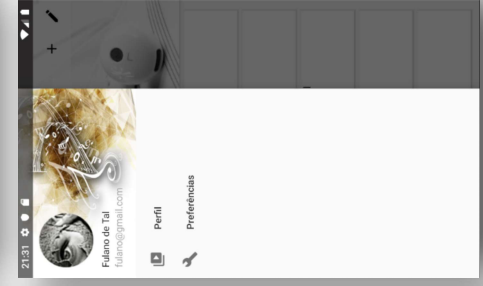 21:31
Fulano de Tal
fulano@gmail.com
Perfil
Preferências